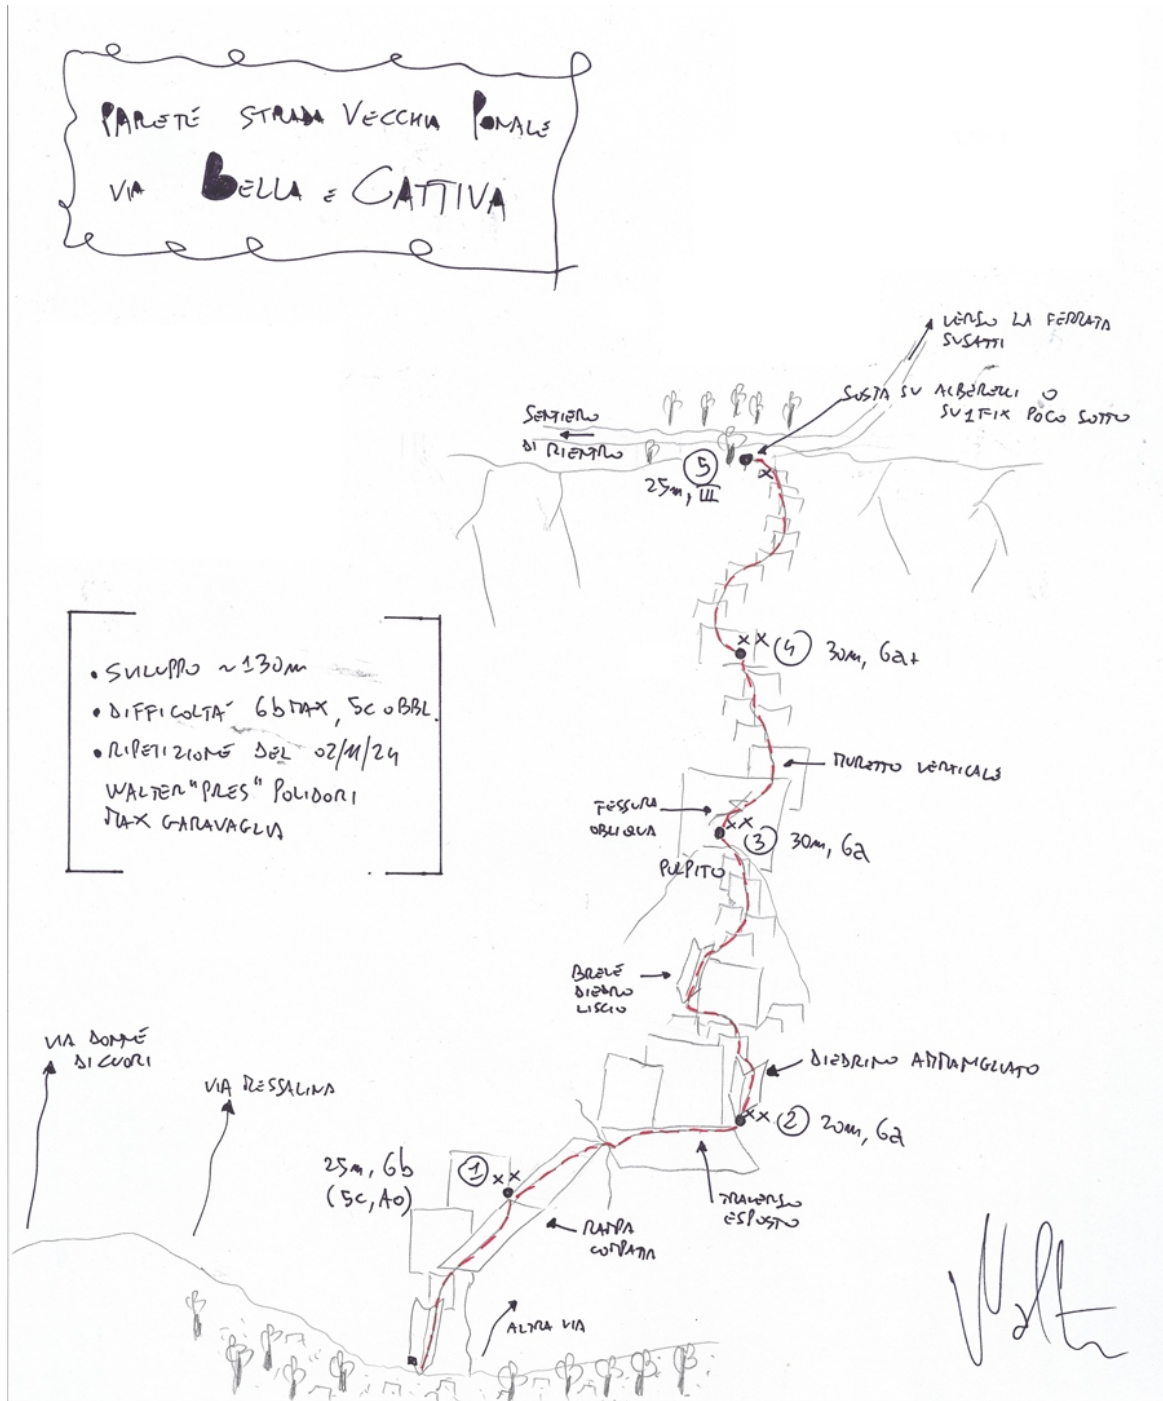 PARETE STRADA VECCHIA PONALE
VIA BELLA E CATTIVA
VERSO LA FERRATA
SUSATTI
SOSTA SU ALBERELLI O
SU 1 FIX POCO SOTTO
SENTIERO
DI RIENTRO
5
25m, III
4 30m, 6a+
• SVILUPPO ~130m
• DIFFICOLTA' 6b MAX, 5c OBBL.
• RIPETIZIONE DEL 02/11/24
WALTER "PRES" POLIDORI
MAX GARAVAGLIA
MURETTO VERTICALE
FESSURA
OBLIQUA
3 30m, 6a
PULPITO
BREVE
DIEDRO
LISCIO
VIA DONNE
DI CUORI
VIA MESSALINA
DIEDRINO AMMANIGLIATO
2 20m, 6a
25m, 6b
(5c, A0)
1
TRAVERSO
ESPOSTO
RAMPA
COMPATTA
ALTRA VIA
Walter